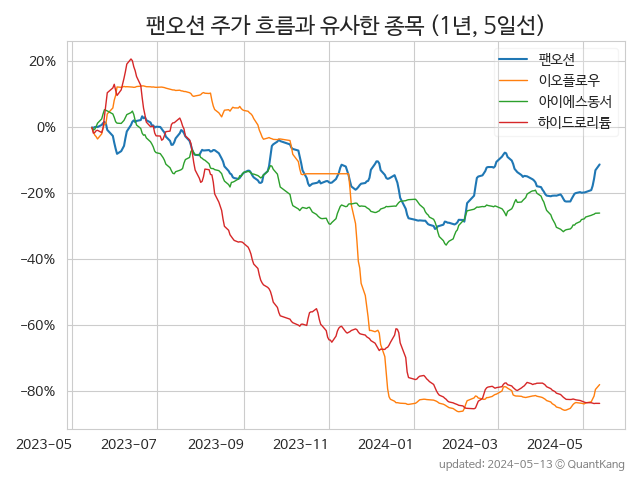 팬오션 주가 흐름과 유사한 종목 (1년, 5일선)
팬오션
이오플로우
아이에스동서
하이드로리튬
20%
0%
−20%
−40%
−60%
−80%
2023-05
2023-07
2023-09
2023-11
2024-01
2024-03
2024-05
updated: 2024-05-13 © QuantKang